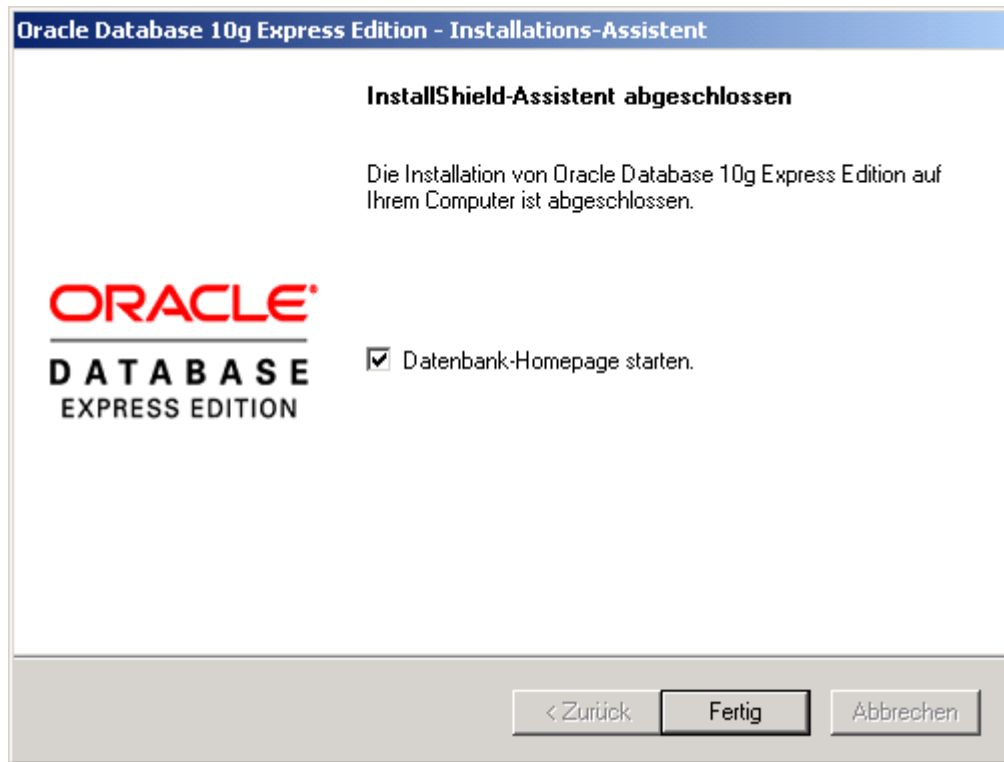 Oracle Database 10g Express Edition - Installations-Assistent
InstallShield-Assistent abgeschlossen
Die Installation von Oracle Database 10g Express Edition auf
Ihrem Computer ist abgeschlossen.
ORACLE
DATABASE
EXPRESS EDITION
Datenbank-Homepage starten.
< Zurück
Fertig
Abbrechen